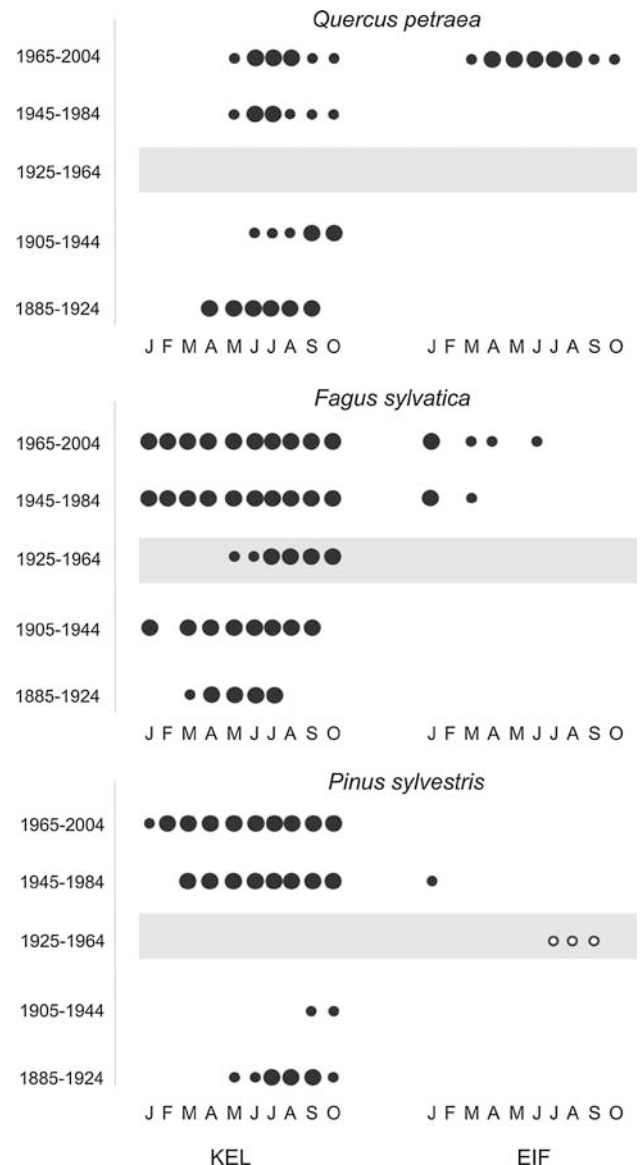 Quercus petraea
1965-2004
1945-1984
1925-1964
1905-1944
1885-1924
J F M A M J J A S O J F M A M J J A S O
Fagus sylvatica
1965-2004
1945-1984
1925-1964
1905-1944
1885-1924
J F M A M J J A S O J F M A M J J A S O
Pinus sylvestris
1965-2004
1945-1984
1925-1964
1905-1944
1885-1924
J F M A M J J A S O J F M A M J J A S O
KEL EIF